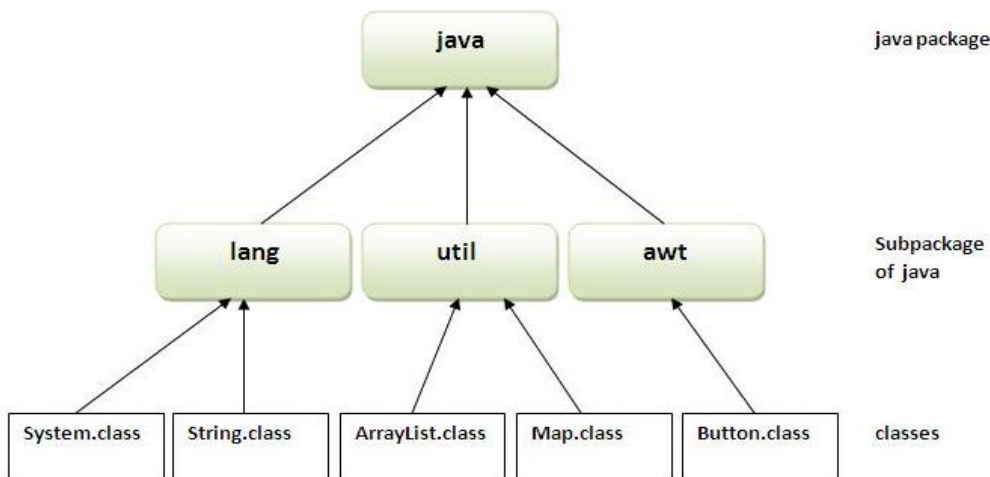 java
java package
lang
util
awt
Subpackage
of java
System.class
String.class
ArrayList.class
Map.class
Button.class
classes